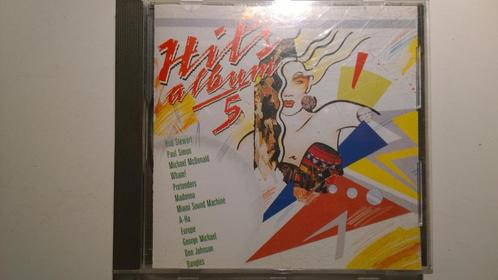 Hits
album
5
Rod Stewart
Paul Simon
Michael McDonald
Wham!
Pretenders
Madonna
Miami Sound Machine
A-Ha
Europe
George Michael
Don Johnson
Bangles